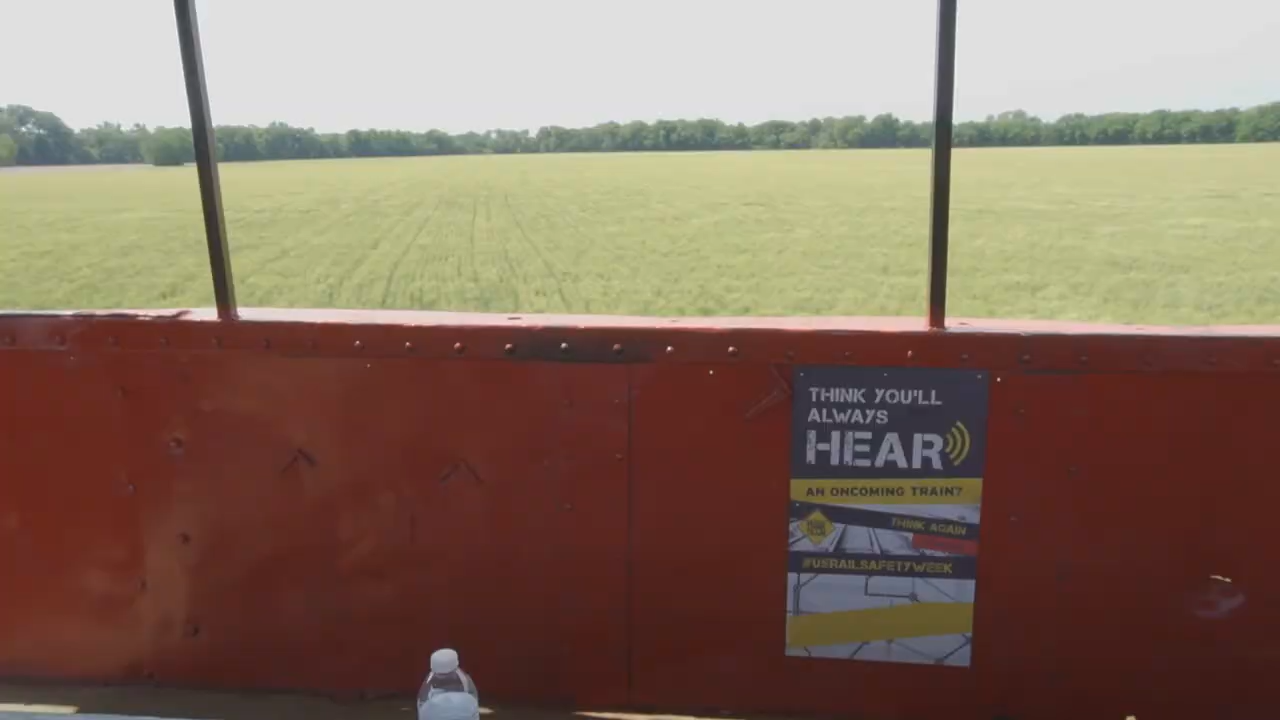 THINK YOU'LL
ALWAYS
HEAR
AN ONCOMING TRAIN?
THINK AGAIN
#USRAILSAFETYWEEK